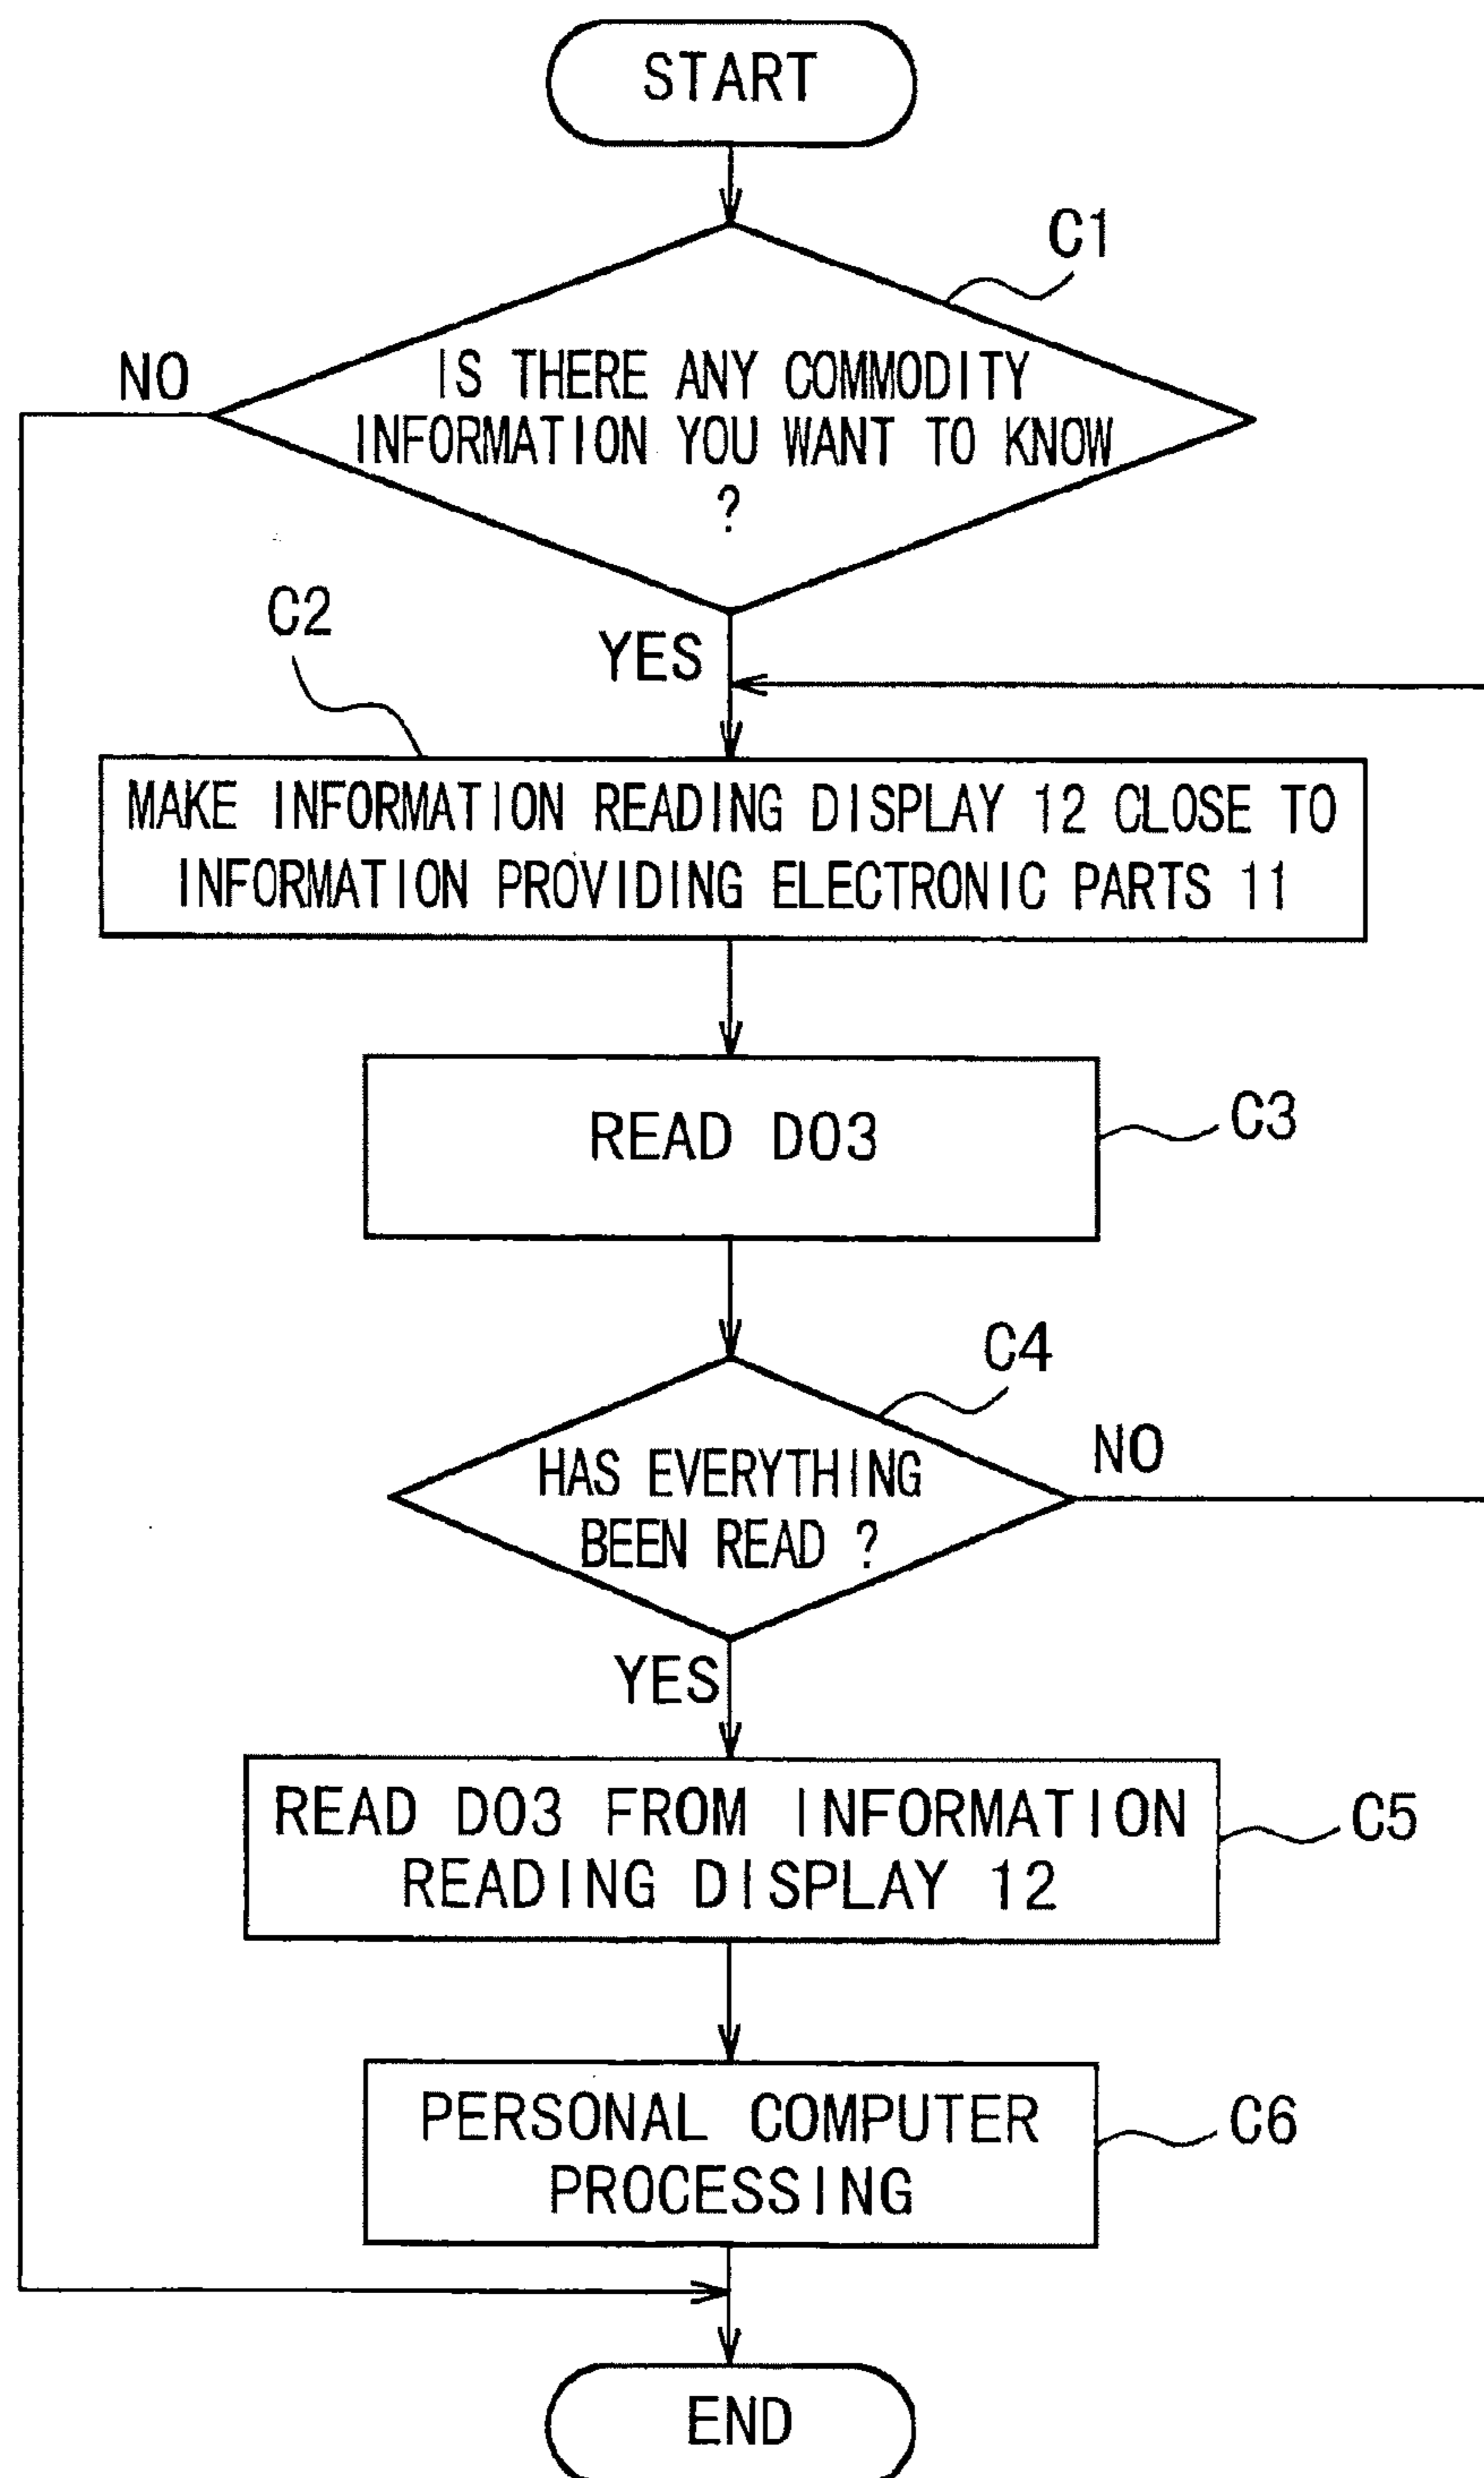 START
C1
NO
IS THERE ANY COMMODITY
INFORMATION YOU WANT TO KNOW
?
C2
YES
MAKE INFORMATION READING DISPLAY 12 CLOSE TO
INFORMATION PROVIDING ELECTRONIC PARTS 11
READ D03
C3
C4
NO
HAS EVERYTHING
BEEN READ ?
YES
READ D03 FROM INFORMATION
READING DISPLAY 12
C5
PERSONAL COMPUTER
PROCESSING
C6
END